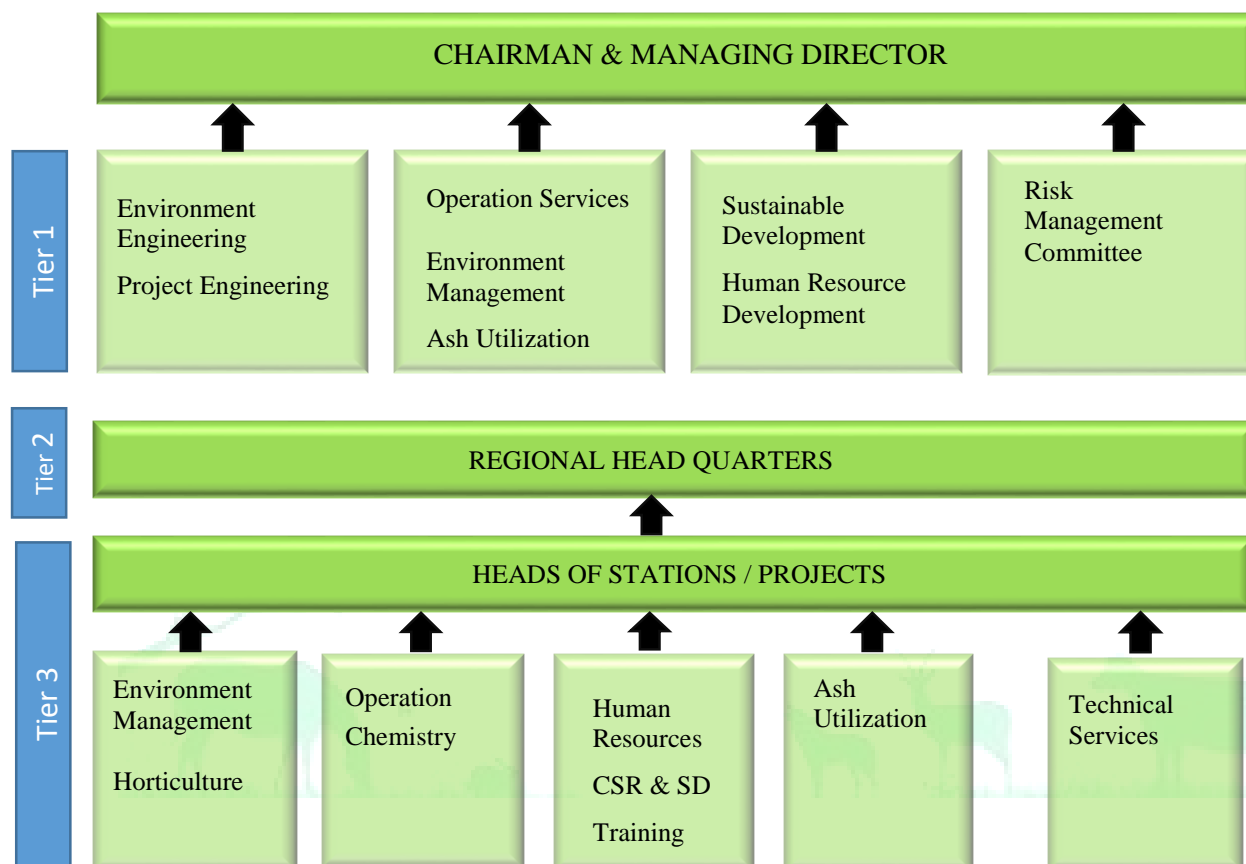 CHAIRMAN & MANAGING DIRECTOR
Tier 1
Environment
Engineering
Project Engineering
Operation Services
Environment
Management
Ash Utilization
Sustainable
Development
Human Resource
Development
Risk
Management
Committee
Tier 2
REGIONAL HEAD QUARTERS
Tier 3
HEADS OF STATIONS / PROJECTS
Environment
Management
Horticulture
Operation
Chemistry
Human
Resources
CSR & SD
Training
Ash
Utilization
Technical
Services